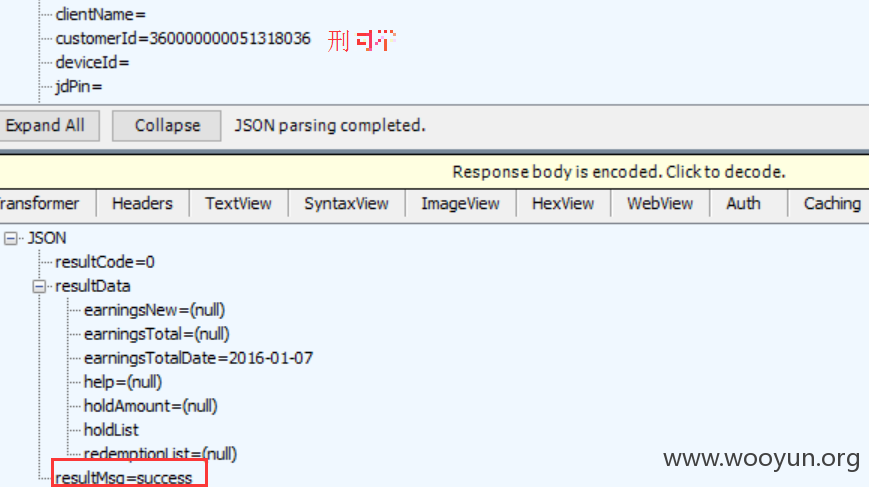 clientName=
customerId=360000000051318036 刑
deviceId=
jdPin=
Expand All Collapse JSON parsing completed.
Response body is encoded. Click to decode.
ransformer Headers TextView SyntaxView ImageView HexView WebView Auth Caching
JSON
resultCode=0
resultData
earningsNew=(null)
earningsTotal=(null)
earningsTotalDate=2016-01-07
help=(null)
holdAmount=(null)
holdList
redemptionList=(null)
resultMsg=success
www.wooyun.org